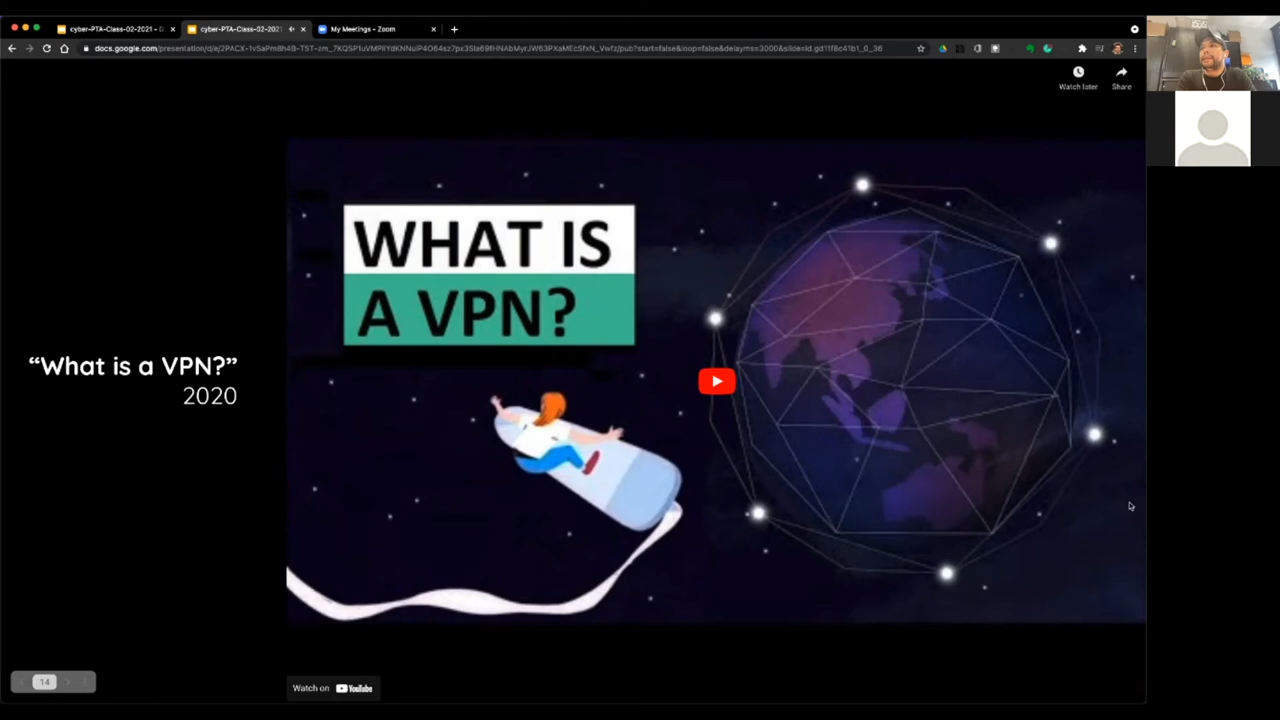 cyber-PTA-Class-02-2021 - D
cyber-PTA-Class-02-2021
My Meetings - Zoom
Watch later
Share
WHAT IS
A VPN?
“What is a VPN?”
2020
14
Watch on YouTube